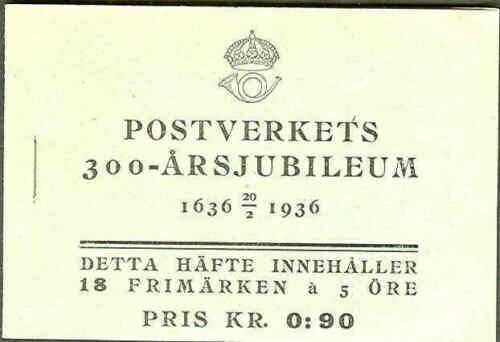 POSTVERKETS
300-ÅRSJUBILEUM
1636 20/2 1936
DETTA HÄFTE INNEHÅLLER
18 FRIMÄRKEN à 5 ÖRE
PRIS KR. 0:90